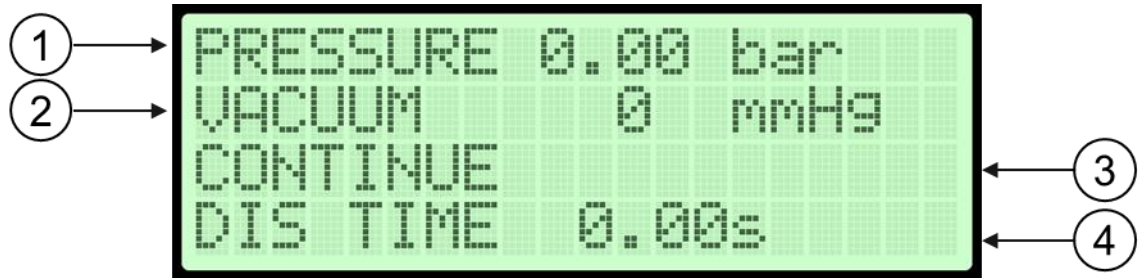 1 PRESSURE 0.00 bar
2 VACUUM 0 mmHg
CONTINUE 3
DIS TIME 0.00s 4